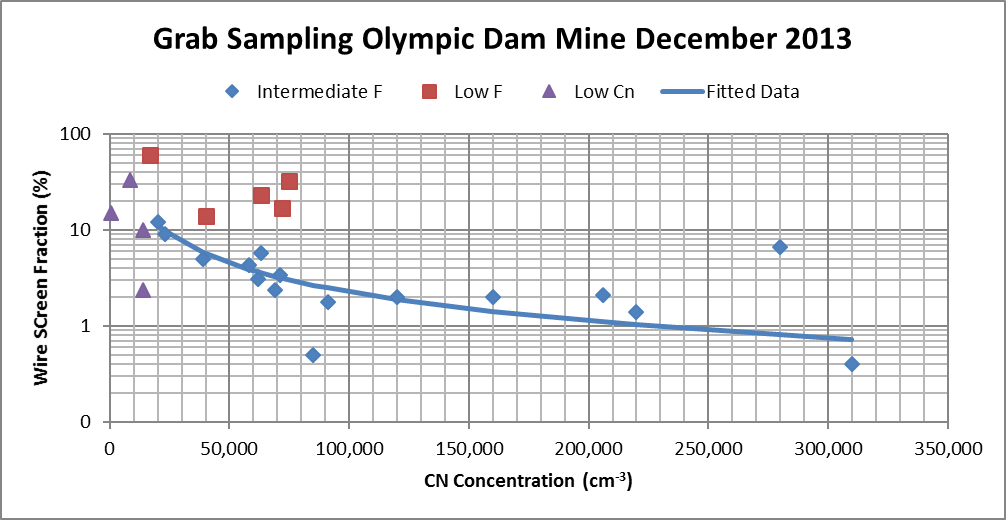 Grab Sampling Olympic Dam Mine December 2013
Intermediate F Low F Low Cn Fitted Data
100
10
1
0
Wire SCreen Fraction (%)
0 50,000 100,000 150,000 200,000 250,000 300,000 350,000
CN Concentration (cm-3)